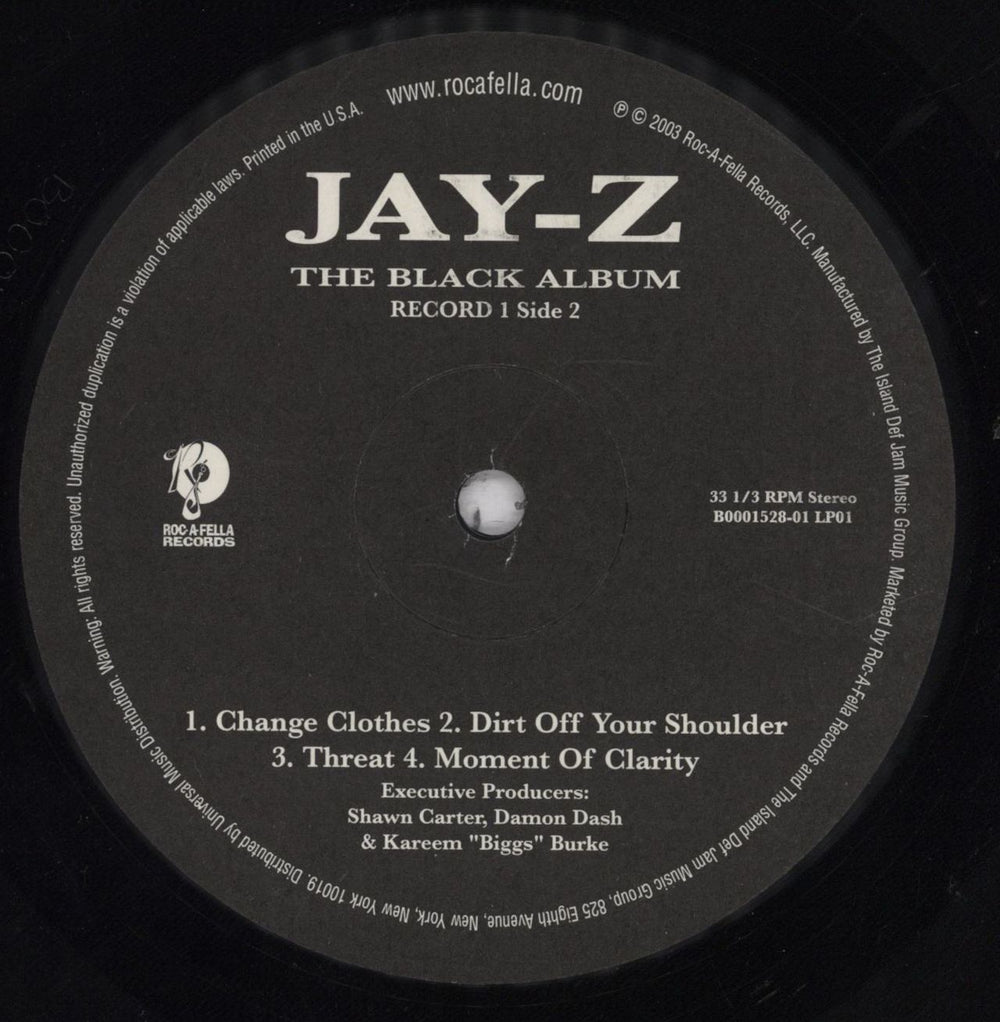 www.rocafella.com
℗ © 2003 Roc-A-Fella Records, LLC. Manufactured by The Island Def Jam Music Group. Marketed by Roc-A-Fella Records and The Island Def Jam Music Group, 825 Eighth Avenue, New York, New York 10019. Distributed by Universal Music Distribution. Warning: All rights reserved. Unauthorized duplication is a violation of applicable laws. Printed in the U S.A.
JAY-Z
THE BLACK ALBUM
RECORD 1 Side 2
ROC-A-FELLA
RECORDS
33 1/3 RPM Stereo
B0001528-01 LP01
1. Change Clothes 2. Dirt Off Your Shoulder
3. Threat 4. Moment Of Clarity
Executive Producers:
Shawn Carter, Damon Dash
& Kareem "Biggs" Burke